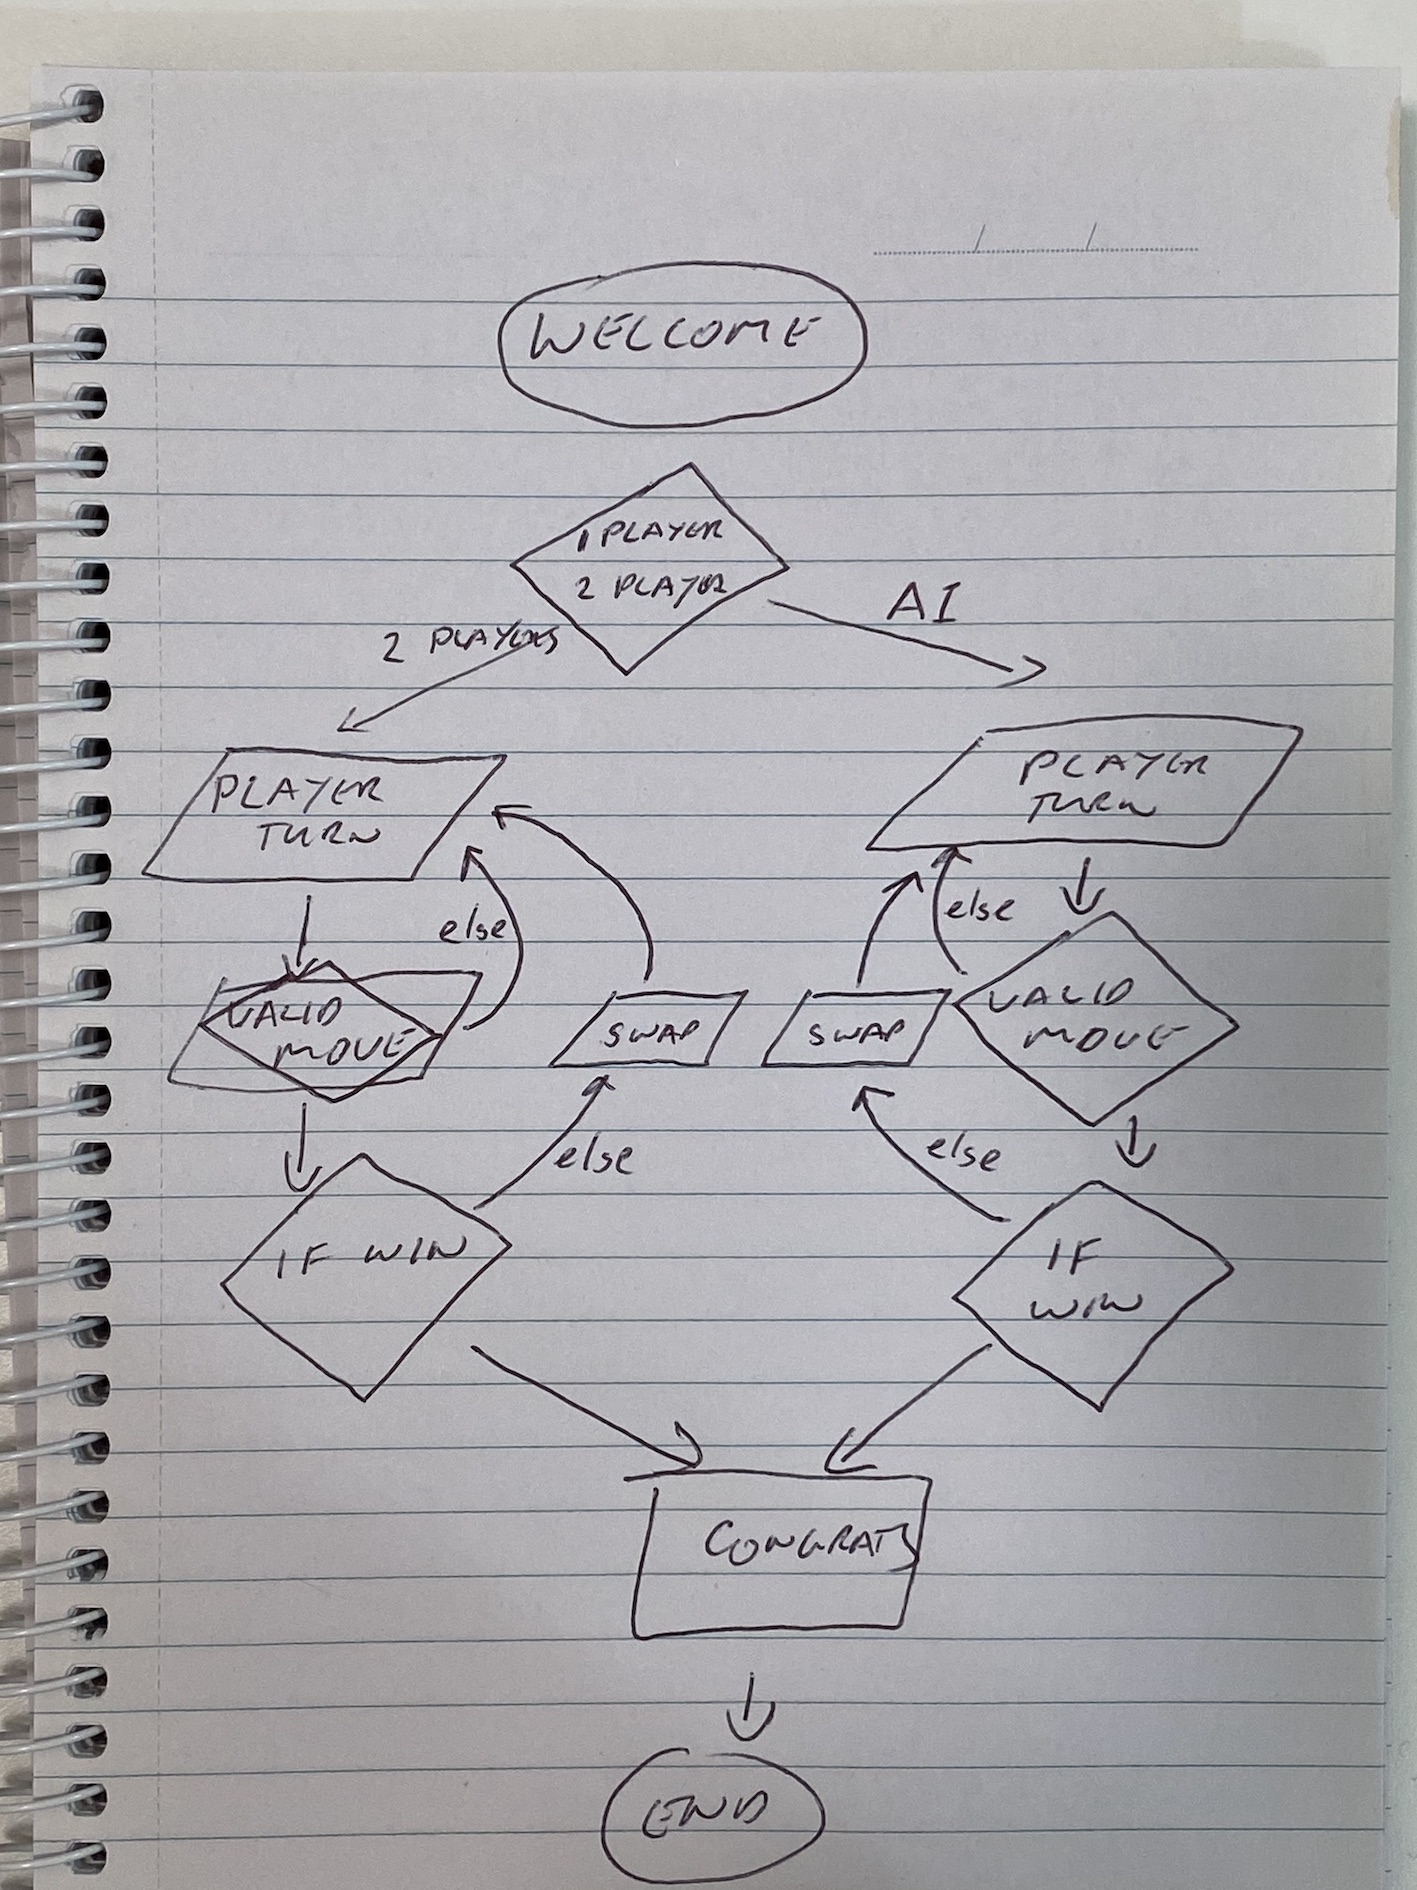 WELCOME
1 PLAYER
2 PLAYER
2 PLAYERS
AI
PLAYER
TURN
PLAYER
TURN
else
else
VALID
MOVE
SWAP
SWAP
VALID
MOVE
else
else
IF WIN
IF
WIN
CONGRATS
END